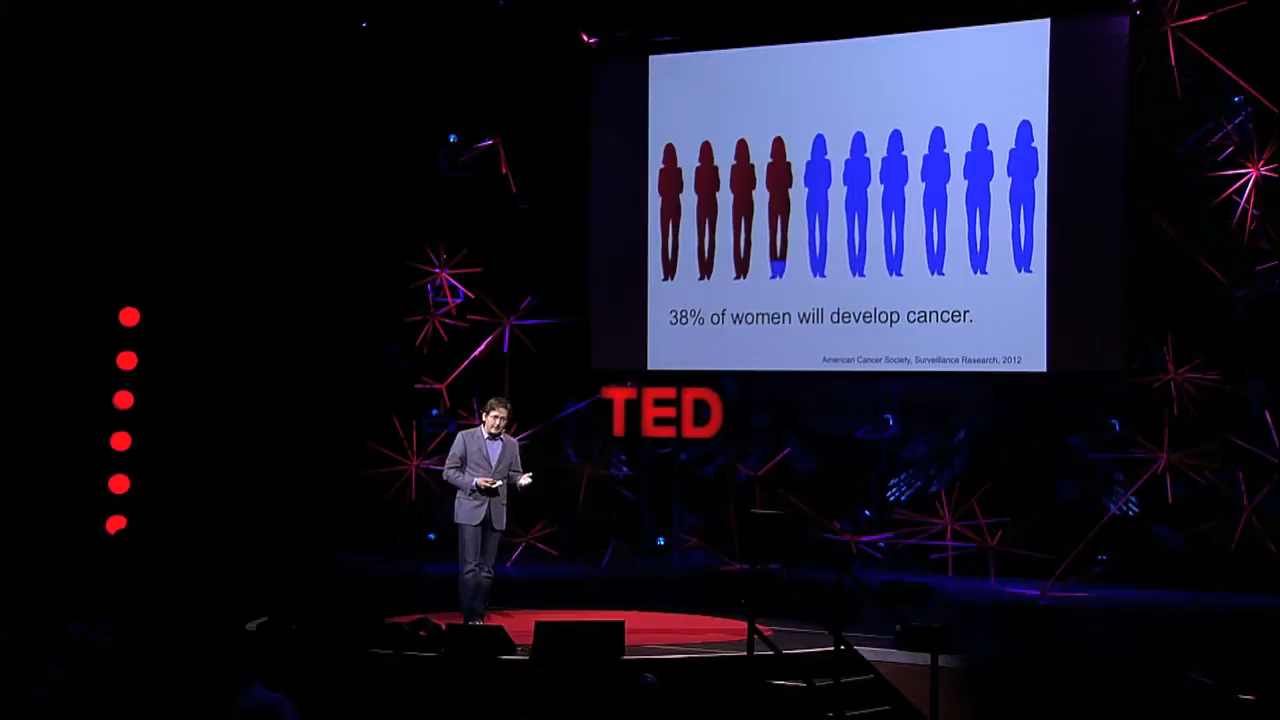 38% of women will develop cancer.
American Cancer Society, Surveillance Research, 2012
TED